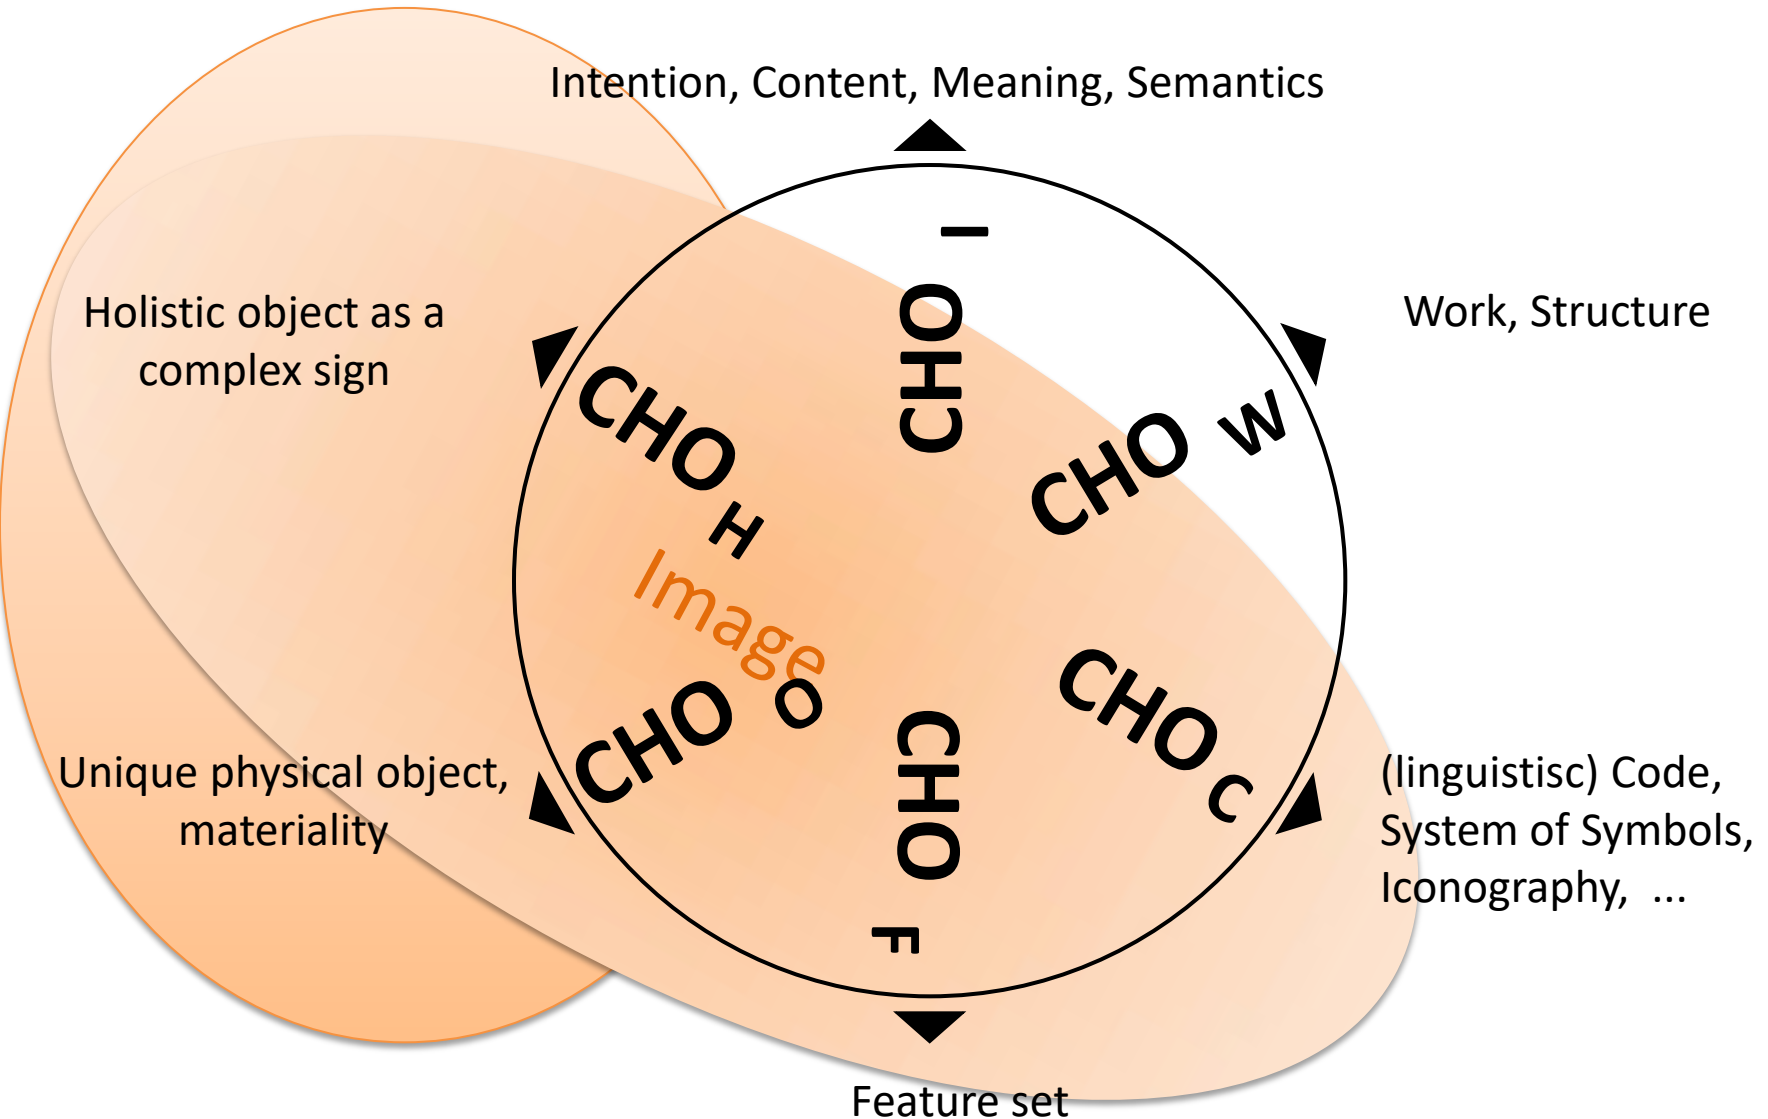 Intention, Content, Meaning, Semantics
I
CHO
Holistic object as a
complex sign
Work, Structure
CHO H
CHO W
Image
CHO O
CHO C
CHO
F
Unique physical object,
materiality
(linguistisc) Code,
System of Symbols,
Iconography, ...
Feature set